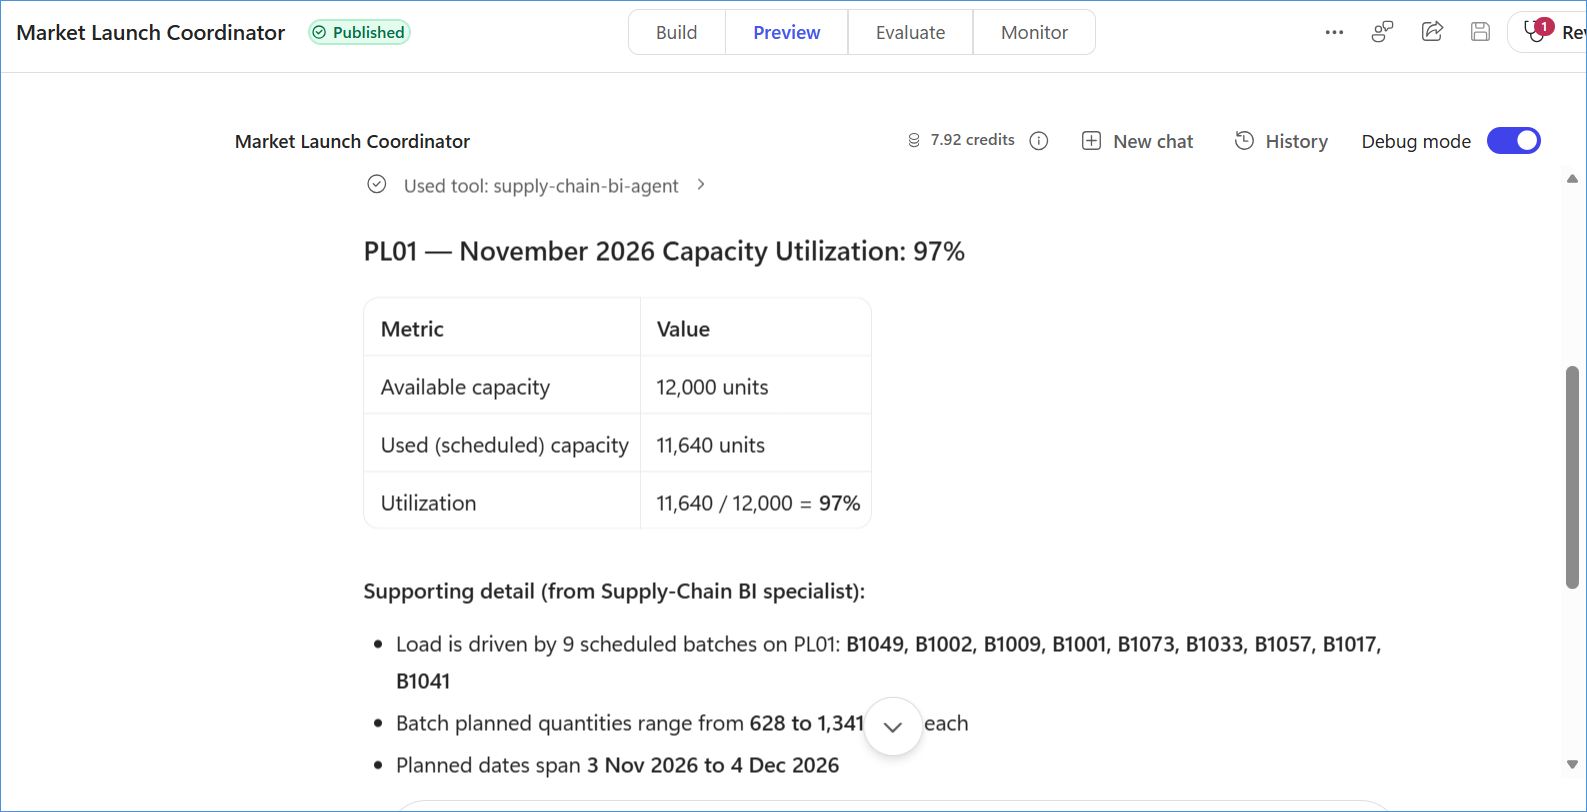 Market Launch Coordinator Published Build Preview Evaluate Monitor 1
Market Launch Coordinator 7.92 credits New chat History Debug mode
Used tool: supply-chain-bi-agent
PL01 — November 2026 Capacity Utilization: 97%
Metric Value
Available capacity 12,000 units
Used (scheduled) capacity 11,640 units
Utilization 11,640 / 12,000 = 97%
Supporting detail (from Supply-Chain BI specialist):
Load is driven by 9 scheduled batches on PL01: B1049, B1002, B1009, B1001, B1073, B1033, B1057, B1017,
B1041
Batch planned quantities range from 628 to 1,341 each
Planned dates span 3 Nov 2026 to 4 Dec 2026